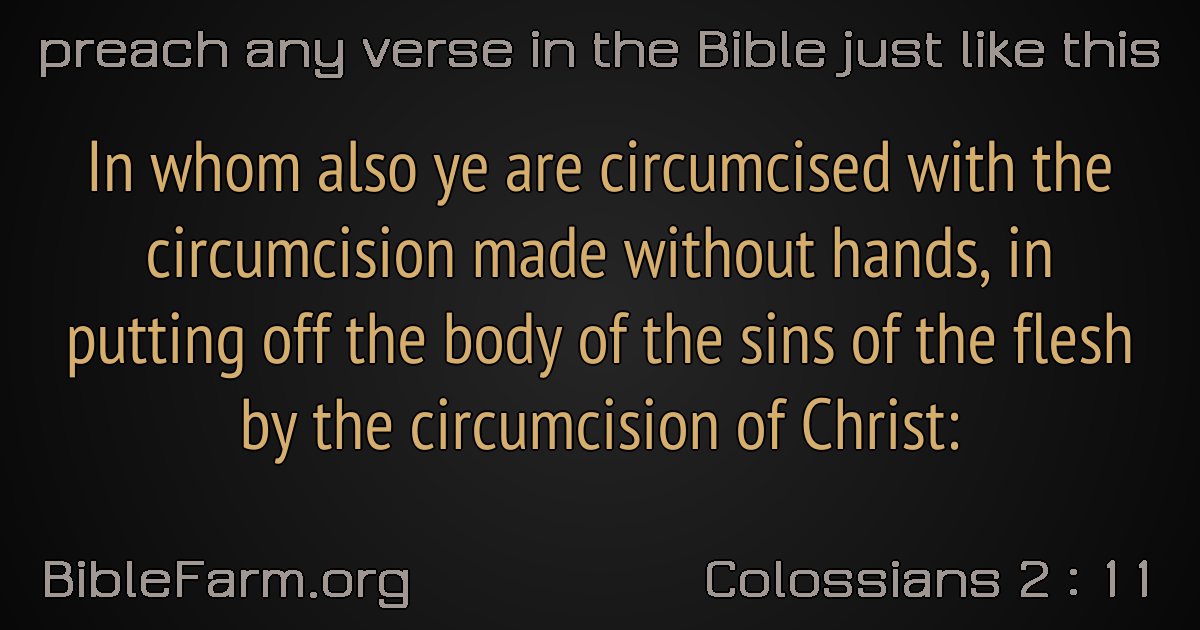 preach any verse in the Bible just like this
In whom also ye are circumcised with the
circumcision made without hands, in
putting off the body of the sins of the flesh
by the circumcision of Christ:
BibleFarm.org
Colossians 2 : 11